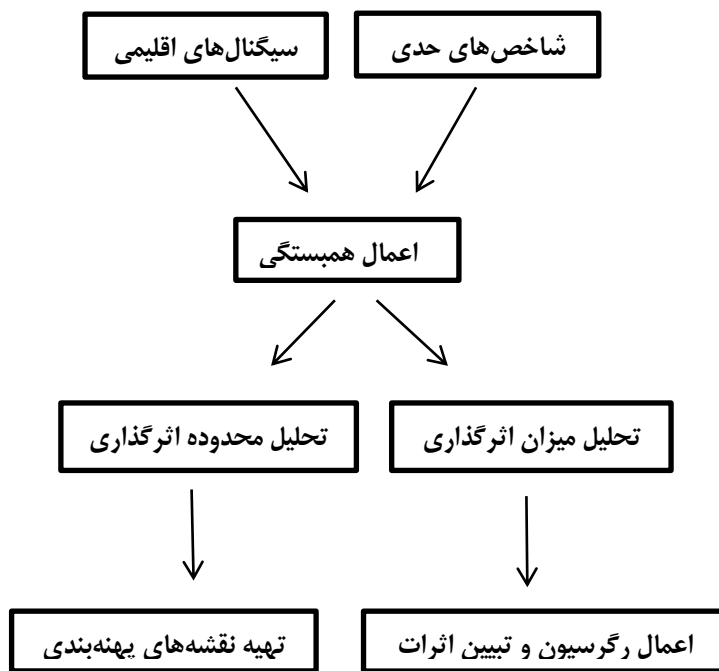 شاخص‌های حدی
سیگنال‌های اقلیمی
اعمال همبستگی
تحلیل میزان اثرگذاری
تحلیل محدوده اثرگذاری
اعمال رگرسیون و تبیین اثرات
تهیه نقشه‌های پهنه‌بندی